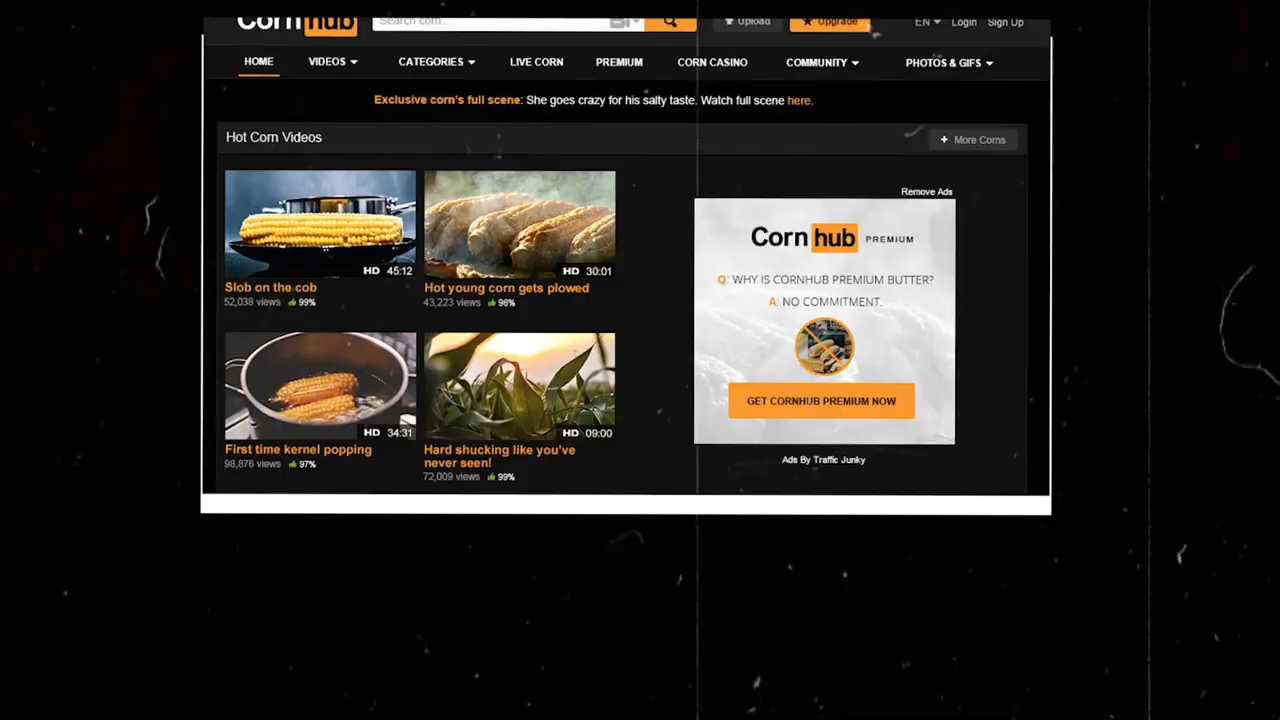 Corn hub
Search corn...
Upload
Upgrade
EN
Login
Sign Up
HOME
VIDEOS
CATEGORIES
LIVE CORN
PREMIUM
CORN CASINO
COMMUNITY
PHOTOS & GIFS
Exclusive corn's full scene: She goes crazy for his salty taste. Watch full scene here.
Hot Corn Videos
+ More Corns
HD 45:12
Slob on the cob
52,038 views 99%
HD 30:01
Hot young corn gets plowed
43,223 views 96%
HD 34:31
First time kernel popping
98,876 views 97%
HD 09:00
Hard shucking like you've
never seen!
72,009 views 99%
Remove Ads
Corn hub PREMIUM
Q: WHY IS CORNHUB PREMIUM BUTTER?
A: NO COMMITMENT.
GET CORNHUB PREMIUM NOW
Ads By Traffic Junky